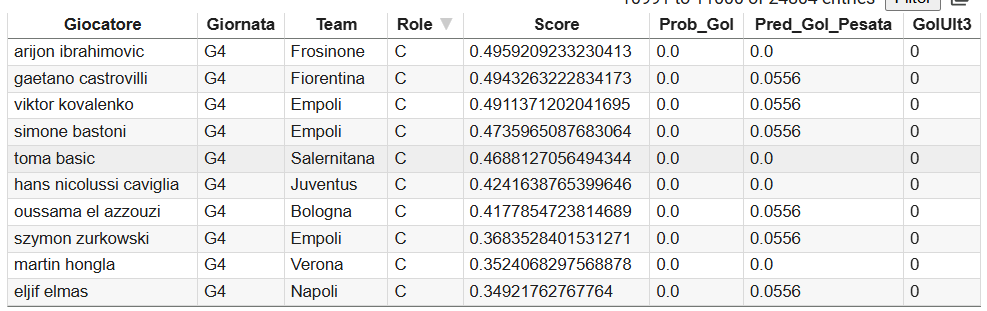 10991 to 11000 of 24864 entries Filter
Giocatore Giornata Team Role Score Prob_Gol Pred_Gol_Pesata GolUlt3
arijon ibrahimovic G4 Frosinone C 0.4959209233230413 0.0 0.0 0
gaetano castrovilli G4 Fiorentina C 0.4943263222834173 0.0 0.0556 0
viktor kovalenko G4 Empoli C 0.4911371202041695 0.0 0.0556 0
simone bastoni G4 Empoli C 0.4735965087683064 0.0 0.0556 0
toma basic G4 Salernitana C 0.4688127056494344 0.0 0.0 0
hans nicolussi caviglia G4 Juventus C 0.4241638765399646 0.0 0.0 0
oussama el azzouzi G4 Bologna C 0.4177854723814689 0.0 0.0556 0
szymon zurkowski G4 Empoli C 0.3683528401531271 0.0 0.0556 0
martin hongla G4 Verona C 0.3524068297568878 0.0 0.0 0
eljif elmas G4 Napoli C 0.34921762767764 0.0 0.0556 0